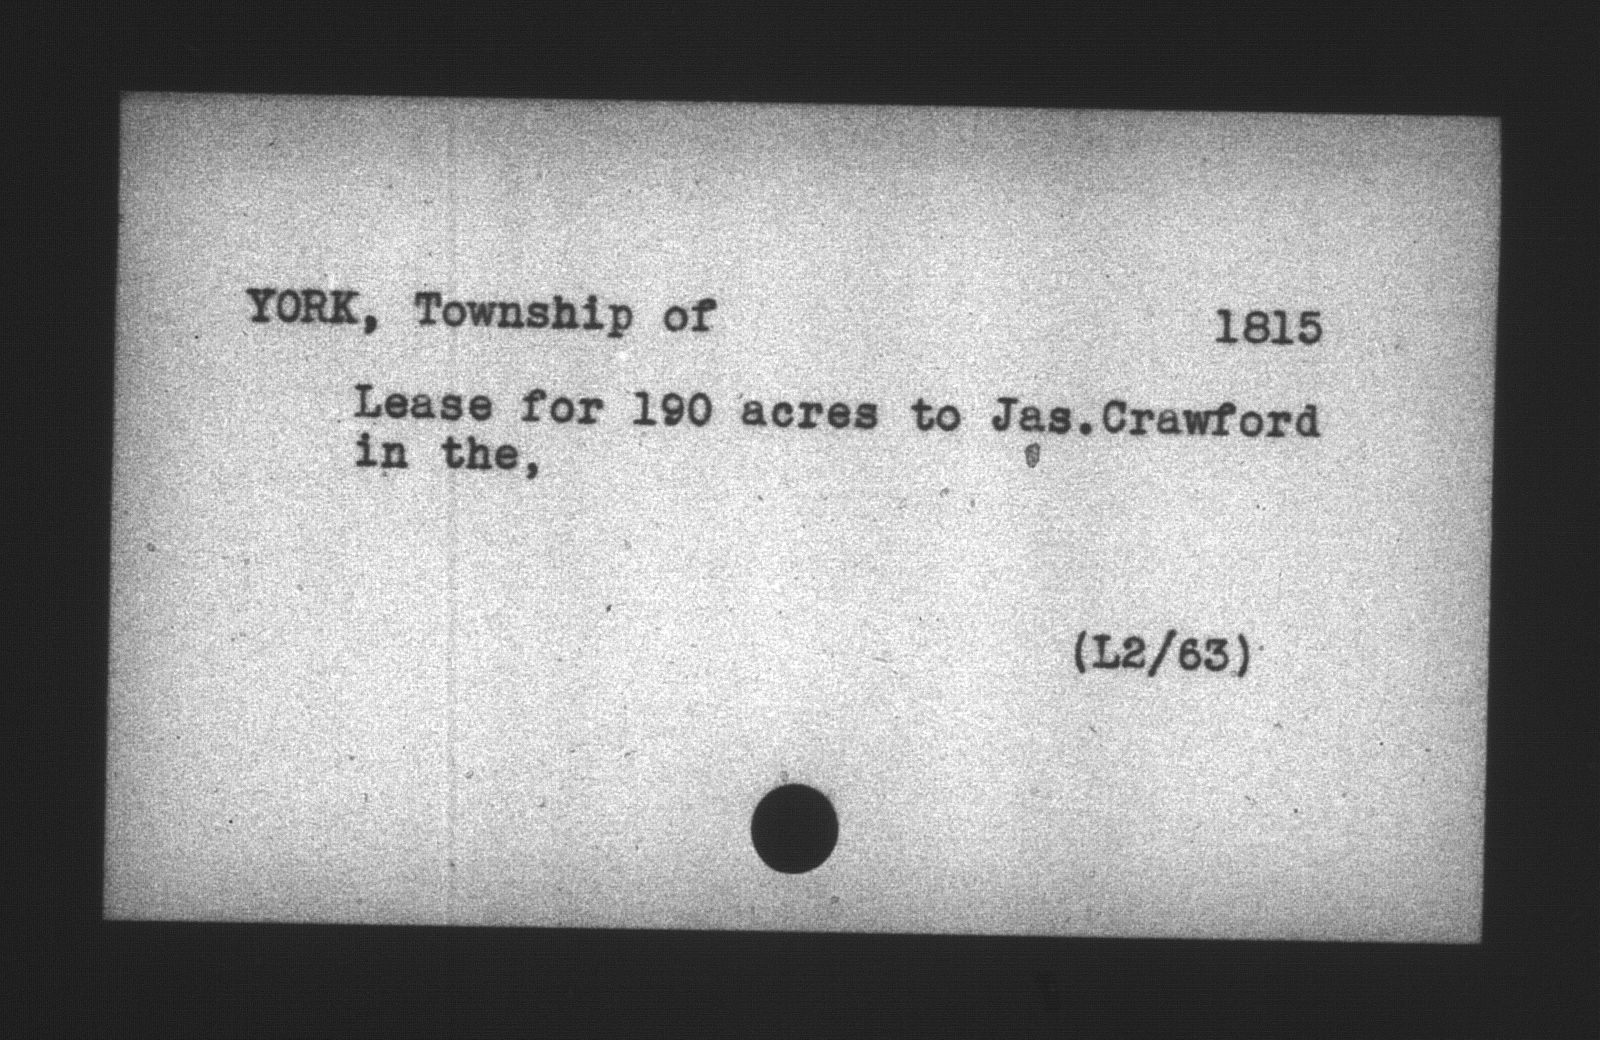 YORK, Township of 1815
Lease for 190 acres to Jas.Crawford
in the,
(L2/63)